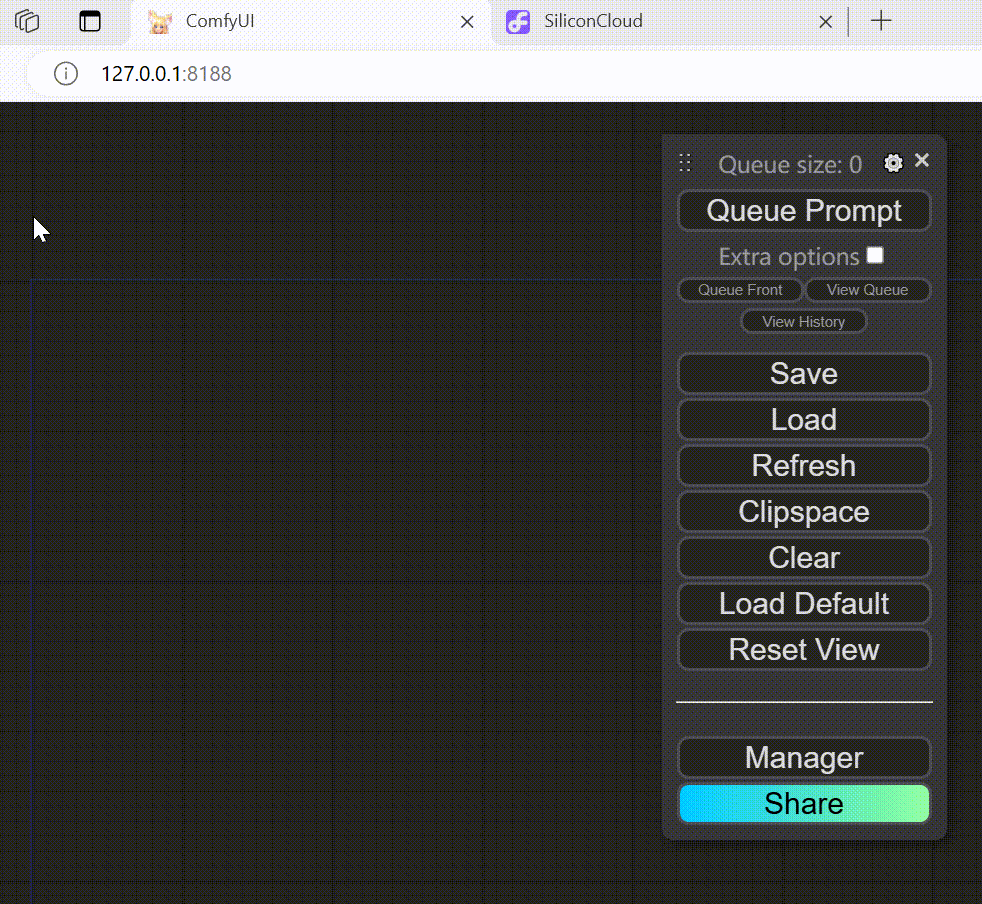 ComfyUI SiliconCloud
127.0.0.1:8188
Queue size: 0
Queue Prompt
Extra options
Queue Front View Queue
View History
Save
Load
Refresh
Clipspace
Clear
Load Default
Reset View
Manager
Share